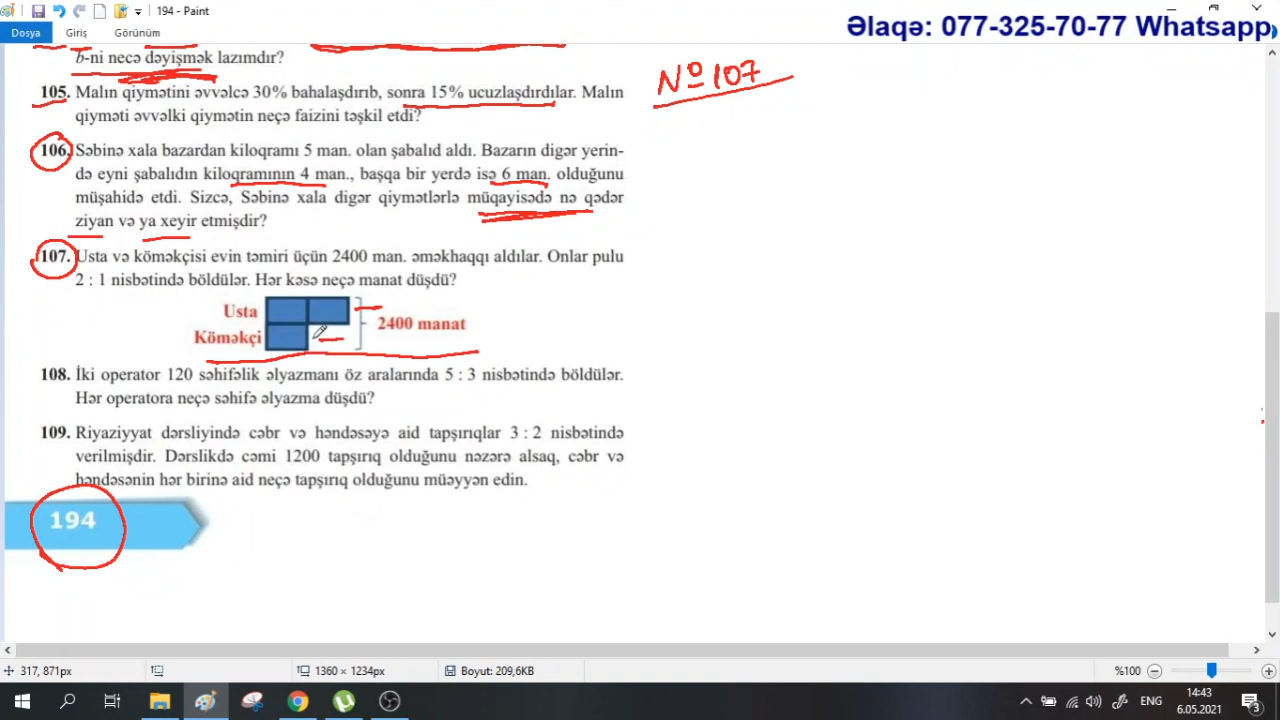 194 - Paint
Əlaqə: 077-325-70-77 Whatsapp
Dosya Giriş Görünüm
b-ni necə dəyişmək lazımdır?
№ 107
105. Malın qiymətini əvvəlcə 30% bahalaşdırıb, sonra 15% ucuzlaşdırdılar. Malın
qiyməti əvvəlki qiymətin neçə faizini təşkil etdi?
106. Səbinə xala bazardan kiloqramı 5 man. olan şabalıd aldı. Bazarın digər yerin-
də eyni şabalıdın kiloqramının 4 man., başqa bir yerdə isə 6 man. olduğunu
müşahidə etdi. Sizcə, Səbinə xala digər qiymətlərlə müqayisədə nə qədər
ziyan və ya xeyir etmişdir?
107. Usta və köməkçisi evin təmiri üçün 2400 man. əməkhaqqı aldılar. Onlar pulu
2 : 1 nisbətində böldülər. Hər kəsə neçə manat düşdü?
Usta
Köməkçi
2400 manat
108. İki operator 120 səhifəlik əlyazmanı öz aralarında 5 : 3 nisbətində böldülər.
Hər operatora neçə səhifə əlyazma düşdü?
109. Riyaziyyat dərsliyində cəbr və həndəsəyə aid tapşırıqlar 3 : 2 nisbətində
verilmişdir. Dərslikdə cəmi 1200 tapşırıq olduğunu nəzərə alsaq, cəbr və
həndəsənin hər birinə aid neçə tapşırıq olduğunu müəyyən edin.
194
317, 871px
1360 × 1234px
Boyut: 209,6KB
%100
ENG
14:43
6.05.2021
3